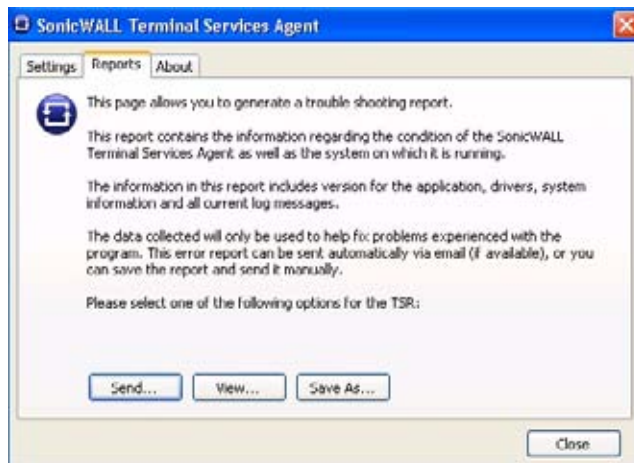 SonicWALL Terminal Services Agent
Settings
Reports
About
This page allows you to generate a trouble shooting report.
This report contains the information regarding the condition of the SonicWALL
Terminal Services Agent as well as the system on which it is running.
The information in this report includes version for the application, drivers, system
information and all current log messages.
The data collected will only be used to help fix problems experienced with the
program. This error report can be sent automatically via email (if available), or you
can save the report and send it manually.
Please select one of the following options for the TSR:
Send...
View...
Save As...
Close